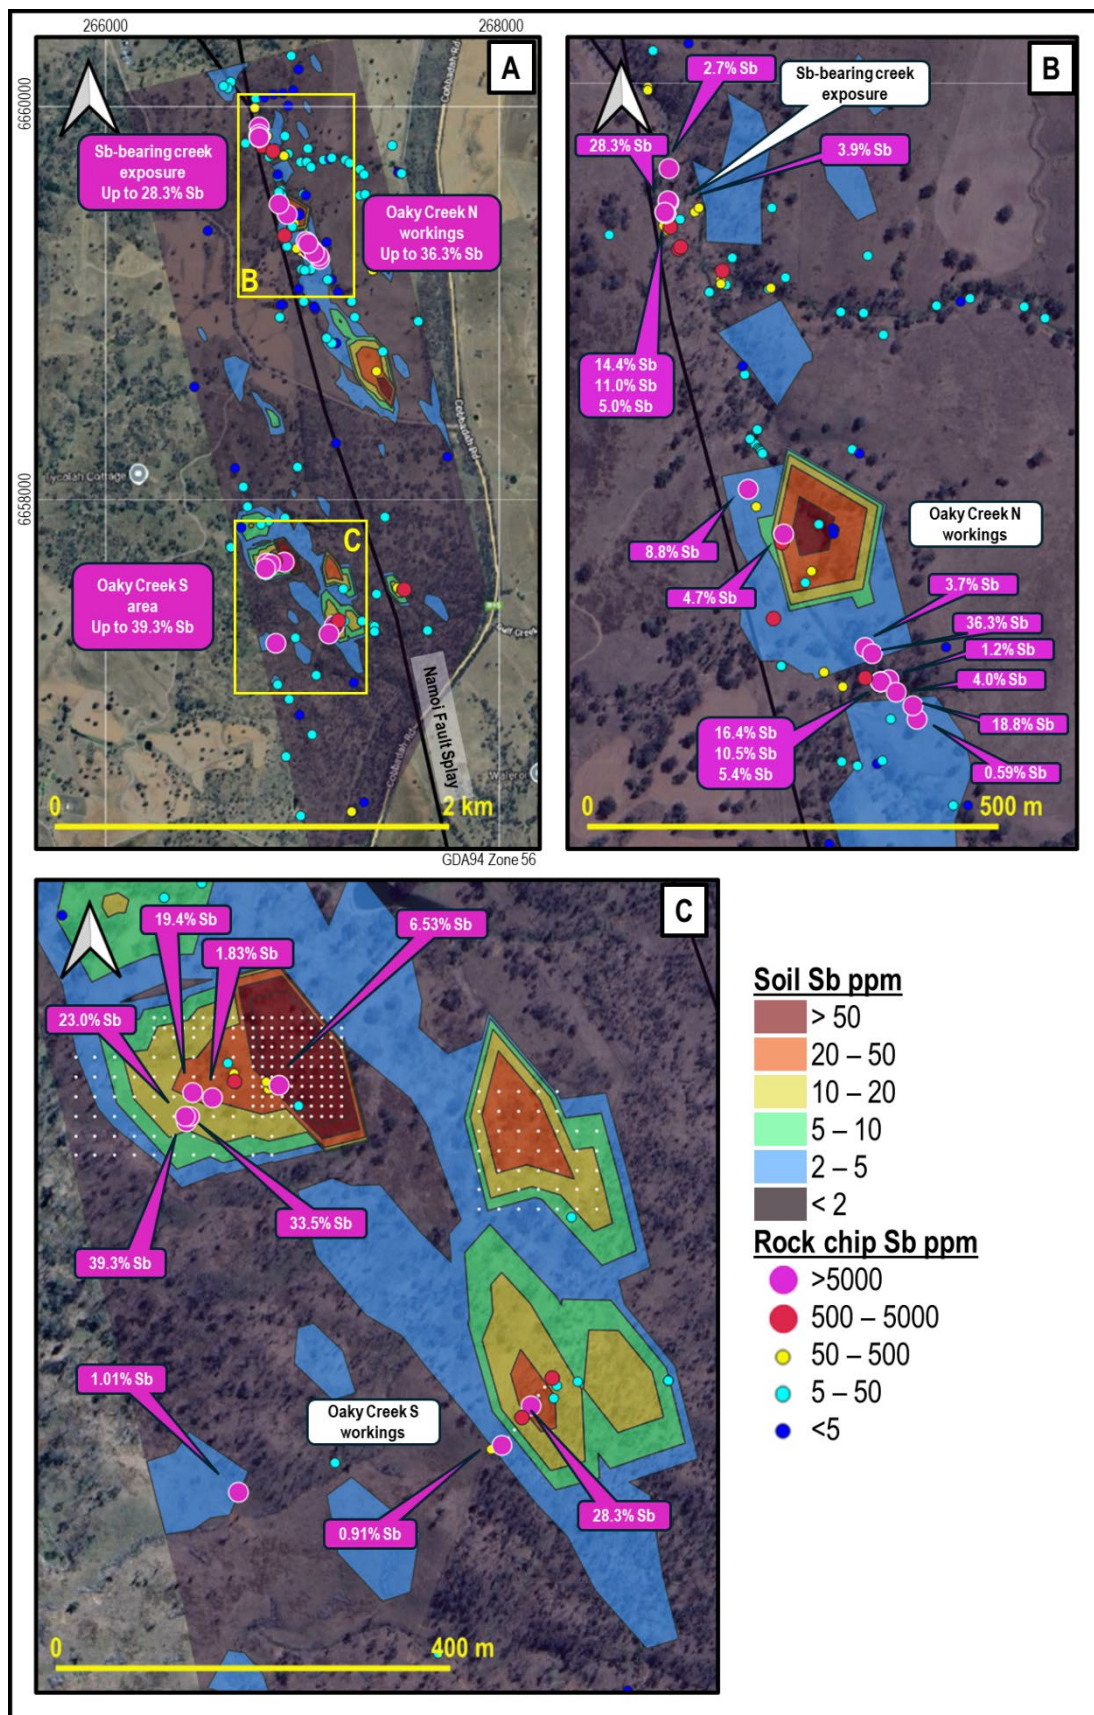 266000
268000
6660000
6658000
A
Cobbadah Rd
Sb-bearing creek
exposure
Up to 28.3% Sb
Oaky Creek N
workings
Up to 36.3% Sb
B
Cobbadah Rd
Tycolah Cottage
C
Oaky Creek S
area
Up to 39.3% Sb
Namoi Fault Splay
Cobbadah Rd
0
2 km
GDA94 Zone 56
B
2.7% Sb
Sb-bearing creek
exposure
28.3% Sb
3.9% Sb
14.4% Sb
11.0% Sb
5.0% Sb
8.8% Sb
Oaky Creek N
workings
4.7% Sb
3.7% Sb
36.3% Sb
1.2% Sb
4.0% Sb
16.4% Sb
10.5% Sb
5.4% Sb
18.8% Sb
0.59% Sb
0
500 m
C
19.4% Sb
6.53% Sb
1.83% Sb
23.0% Sb
33.5% Sb
39.3% Sb
1.01% Sb
Oaky Creek S
workings
28.3% Sb
0.91% Sb
0
400 m
Soil Sb ppm
> 50
20 – 50
10 – 20
5 – 10
2 – 5
< 2
Rock chip Sb ppm
>5000
500 – 5000
50 – 500
5 – 50
<5